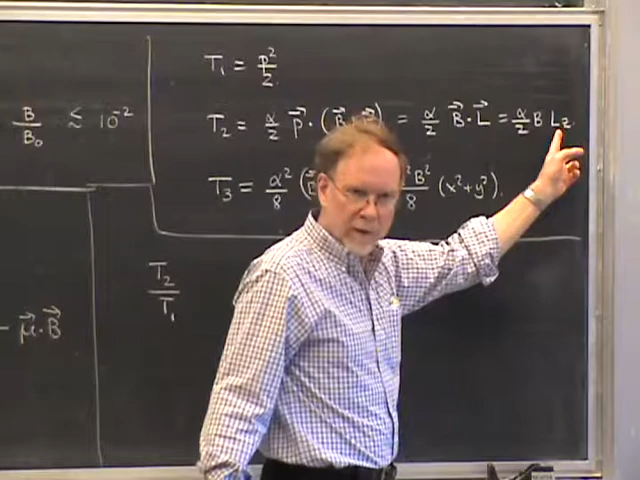 B/B₀ ≲ 10⁻²
T₁ = p²/2
T₂ = α/2 p⃗·(B⃗ × r⃗) = α/2 B⃗·L⃗ = α/2 B L_z
T₃ = α²/8 ( B² /8 (x²+y²)
T₂/T₁
- μ⃗·B⃗